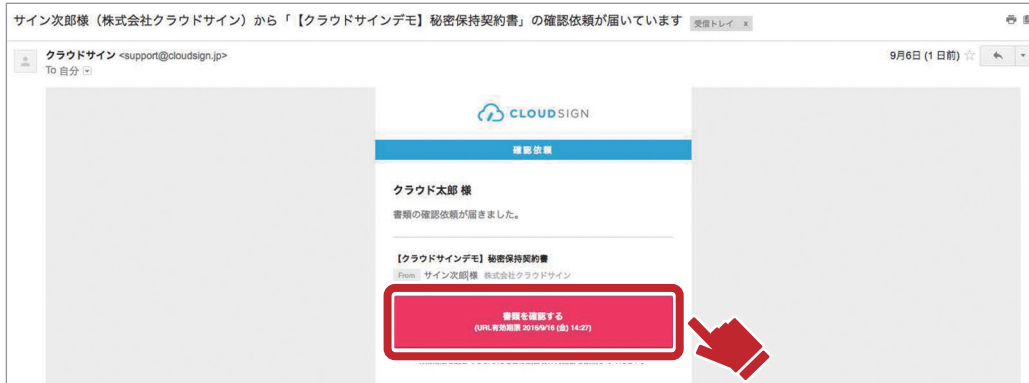 サイン次郎様（株式会社クラウドサイン）から「【クラウドサインデモ】秘密保持契約書」の確認依頼が届いています 受信トレイ x
クラウドサイン <support@cloudsign.jp>
9月6日 (1 日前)
To 自分
CLOUDSIGN
確認依頼
クラウド太郎 様
書類の確認依頼が届きました。
【クラウドサインデモ】秘密保持契約書
From サイン次郎様 株式会社クラウドサイン
書類を確認する
(URL有効期限 2016/9/16 (金) 14:27)